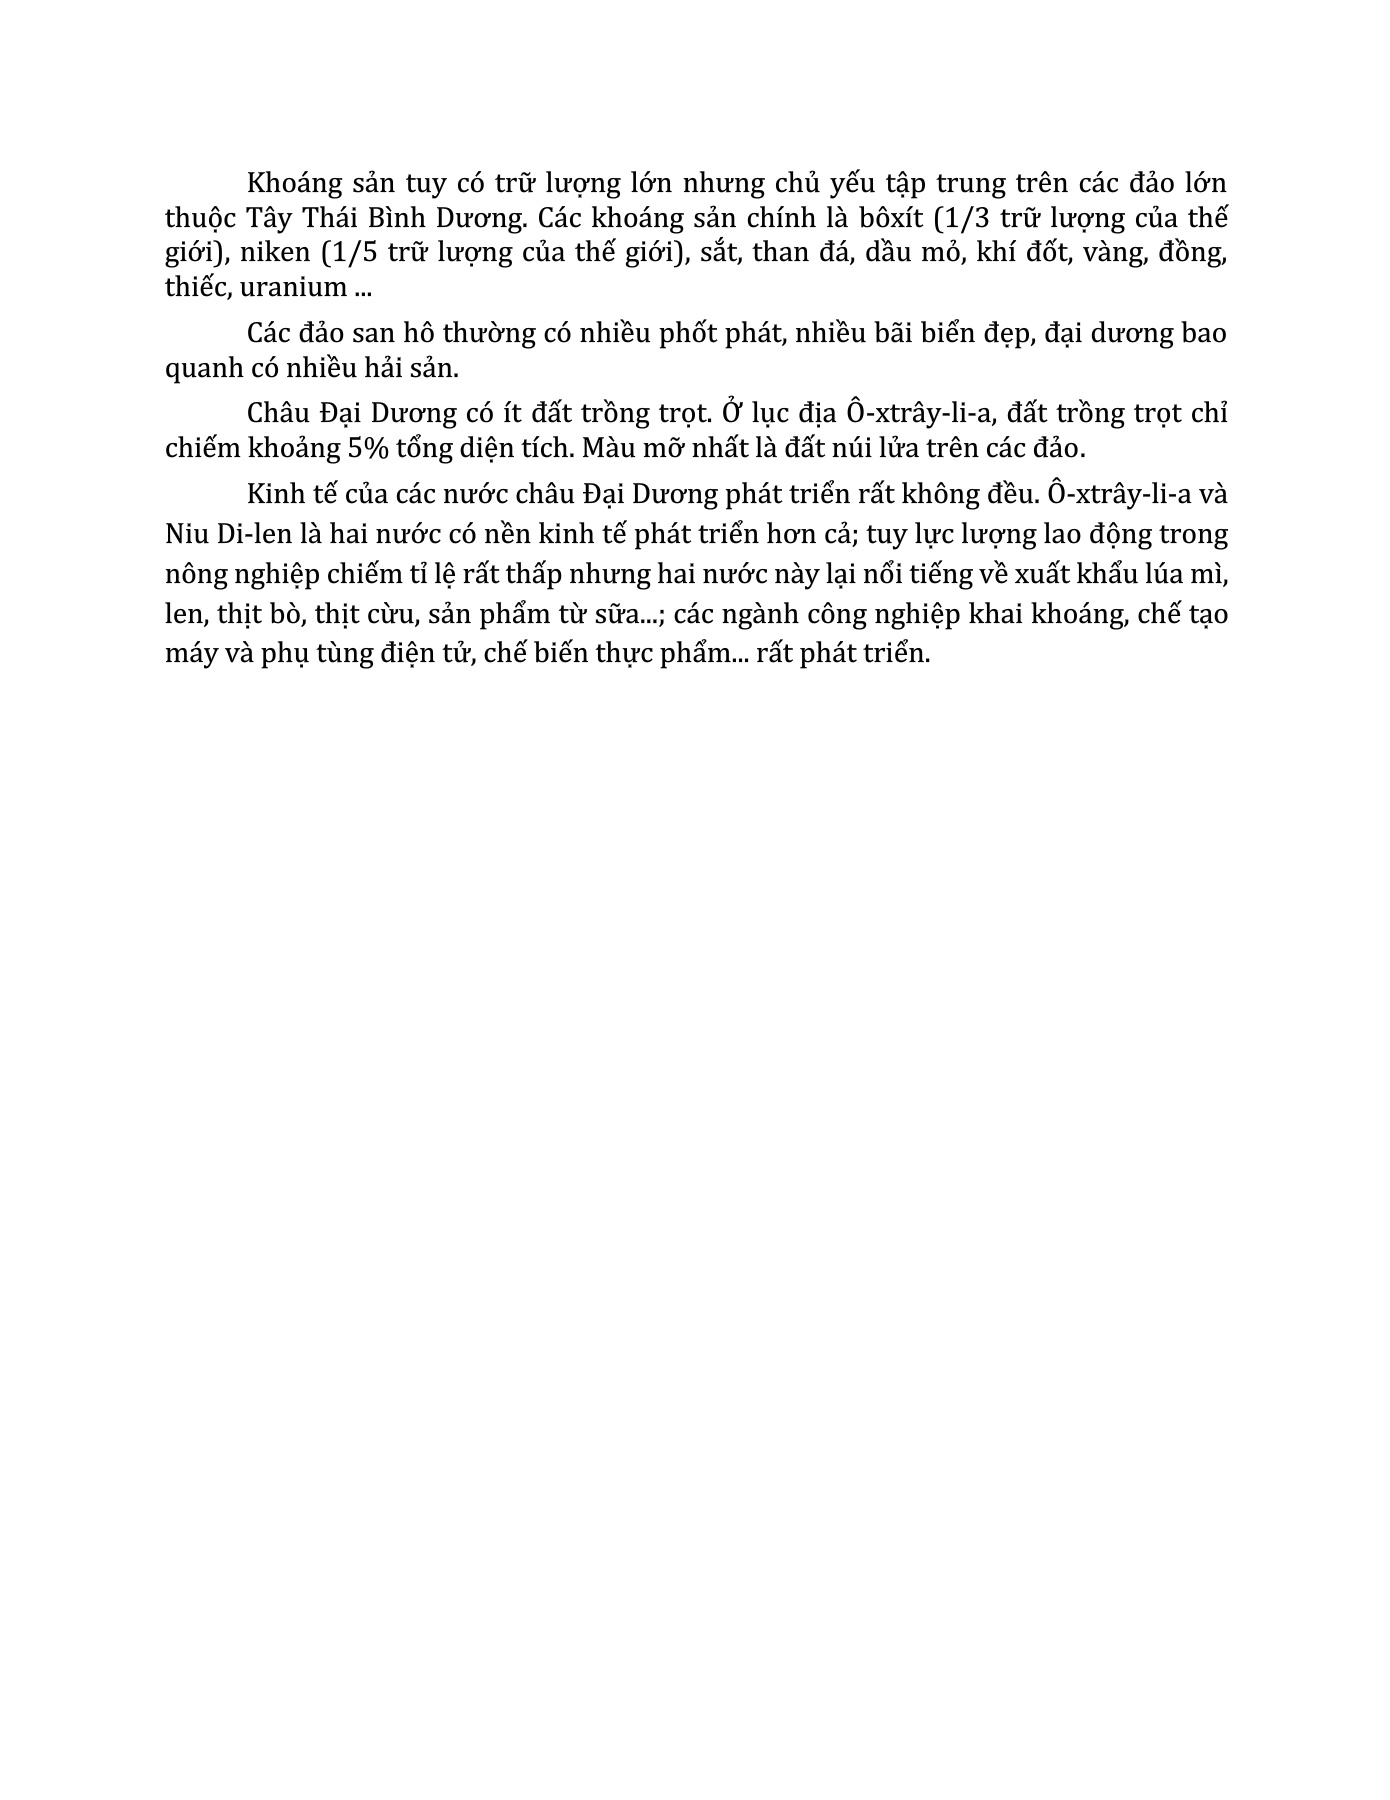 Khoáng sản tuy có trữ lượng lớn nhưng chủ yếu tập trung trên các đảo lớn
thuộc Tây Thái Bình Dương. Các khoáng sản chính là bôxít (1/3 trữ lượng của thế
giới), niken (1/5 trữ lượng của thế giới), sắt, than đá, dầu mỏ, khí đốt, vàng, đồng,
thiếc, uranium ...
Các đảo san hô thường có nhiều phốt phát, nhiều bãi biển đẹp, đại dương bao
quanh có nhiều hải sản.
Châu Đại Dương có ít đất trồng trọt. Ở lục địa Ô-xtrây-li-a, đất trồng trọt chỉ
chiếm khoảng 5% tổng diện tích. Màu mỡ nhất là đất núi lửa trên các đảo.
Kinh tế của các nước châu Đại Dương phát triển rất không đều. Ô-xtrây-li-a và
Niu Di-len là hai nước có nền kinh tế phát triển hơn cả; tuy lực lượng lao động trong
nông nghiệp chiếm tỉ lệ rất thấp nhưng hai nước này lại nổi tiếng về xuất khẩu lúa mì,
len, thịt bò, thịt cừu, sản phẩm từ sữa...; các ngành công nghiệp khai khoáng, chế tạo
máy và phụ tùng điện tử, chế biến thực phẩm... rất phát triển.